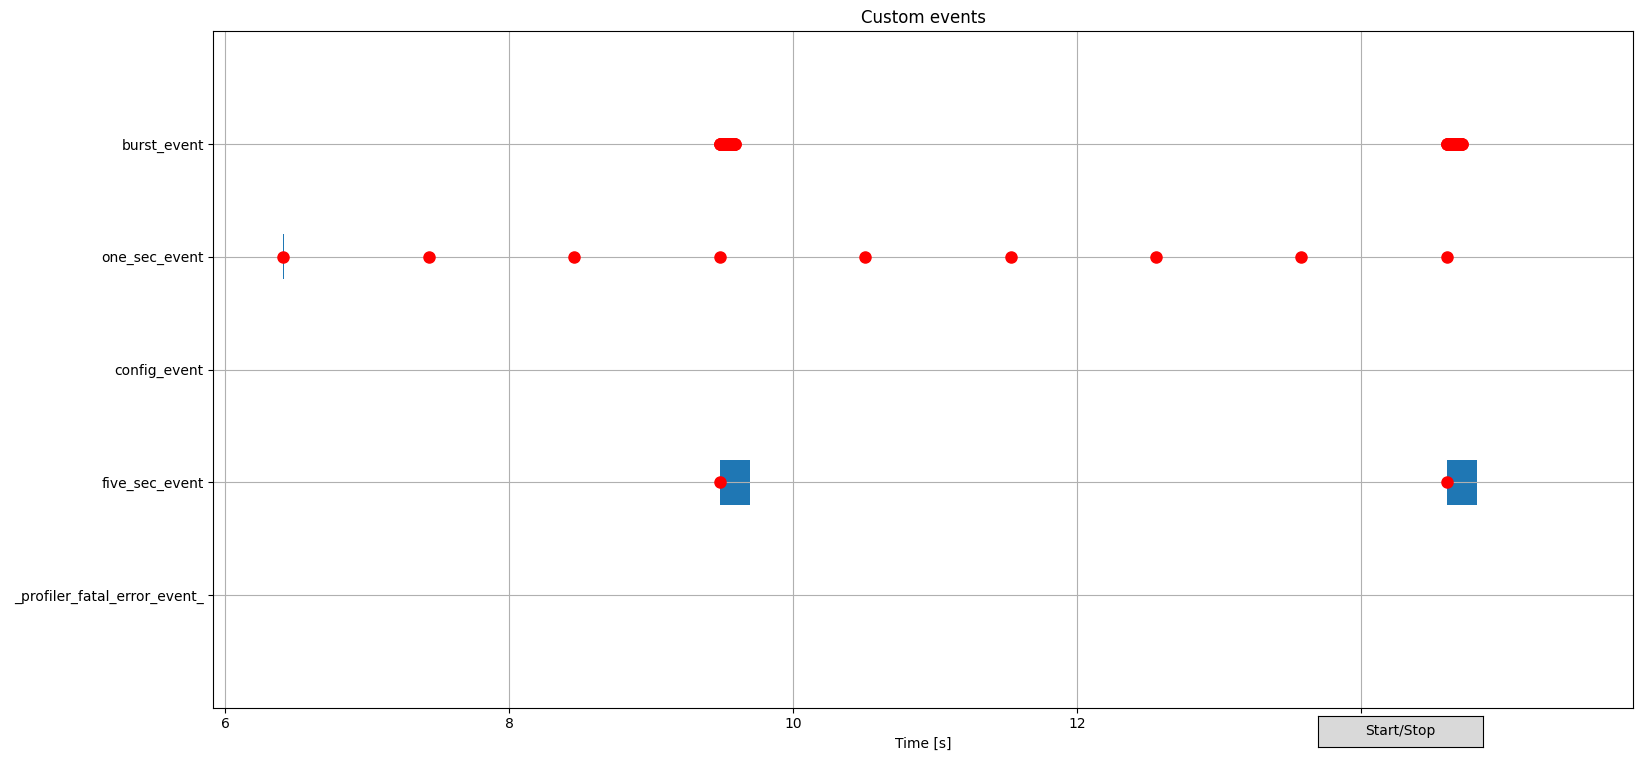 Custom events
burst_event
one_sec_event
config_event
five_sec_event
_profiler_fatal_error_event_
6 8 10 12
Start/Stop
Time [s]